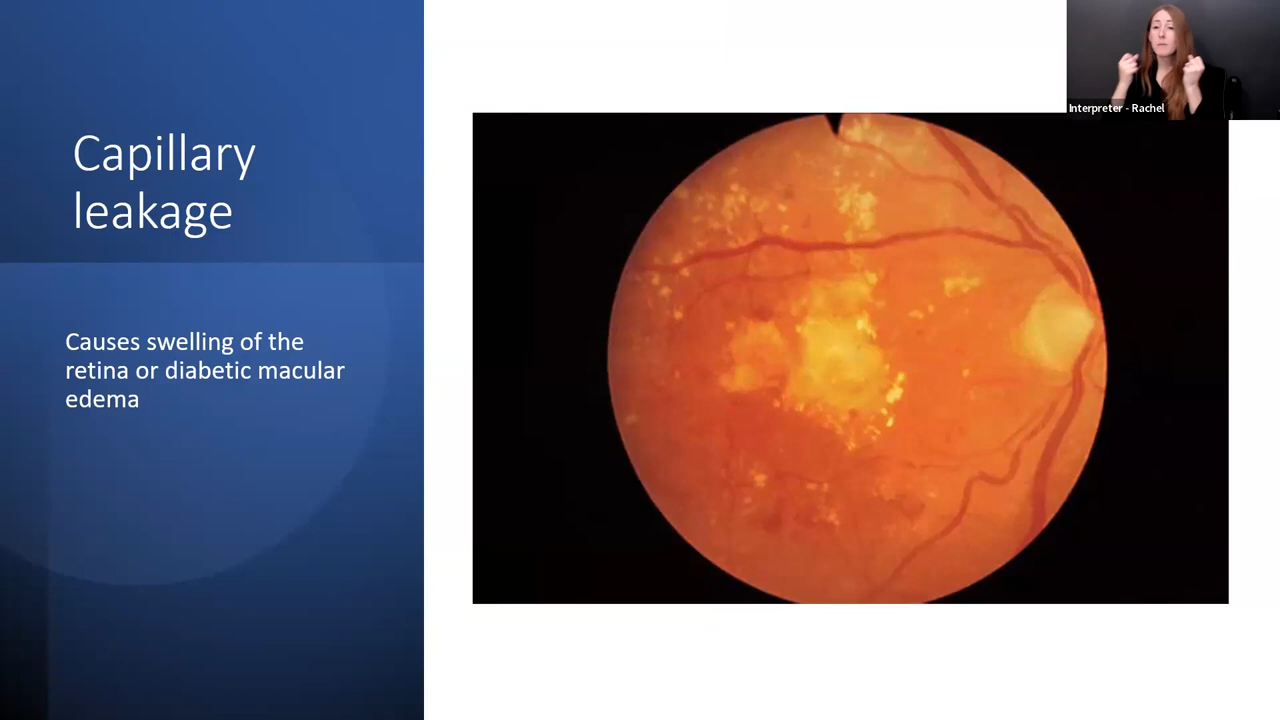 Capillary
leakage
Causes swelling of the
retina or diabetic macular
edema
Interpreter - Rachel